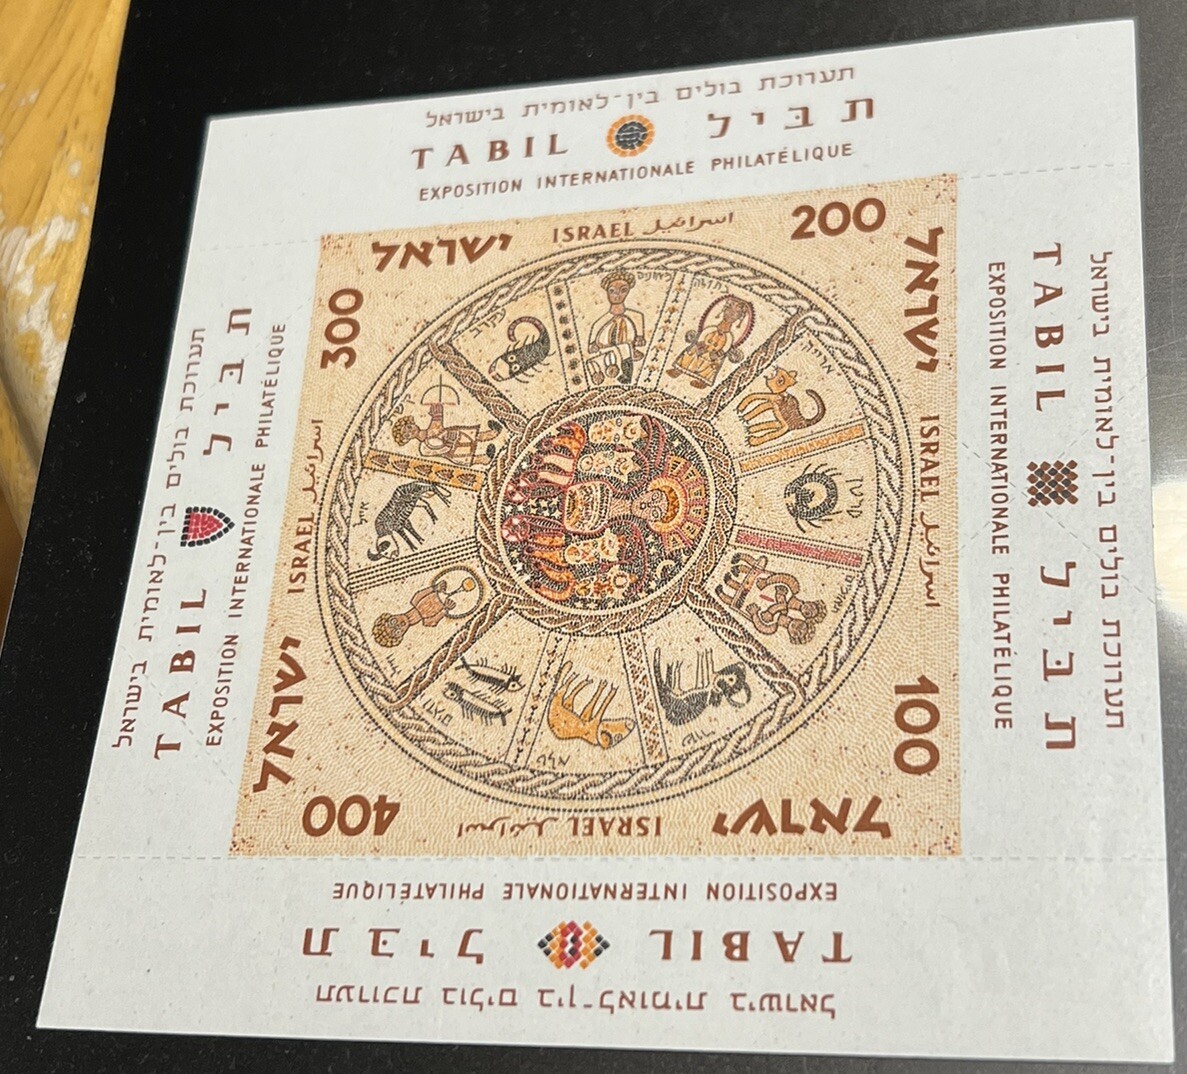 תערוכת בולים בין-לאומית בישראל
TABIL תביל
EXPOSITION INTERNATIONALE PHILATÉLIQUE
ישראל ISRAEL اسرائيل 200
ישראל ISRAEL اسرائيل 100
ישראל ISRAEL اسرائيل 400
ישראל ISRAEL اسرائيل 300
תערוכת בולים בין-לאומית בישראל
TABIL תביל
EXPOSITION INTERNATIONALE PHILATÉLIQUE
תערוכת בולים בין-לאומית בישראל
TABIL תביל
EXPOSITION INTERNATIONALE PHILATÉLIQUE
EXPOSITION INTERNATIONALE PHILATÉLIQUE
TABIL תביל
תערוכת בולים בין-לאומית בישראל